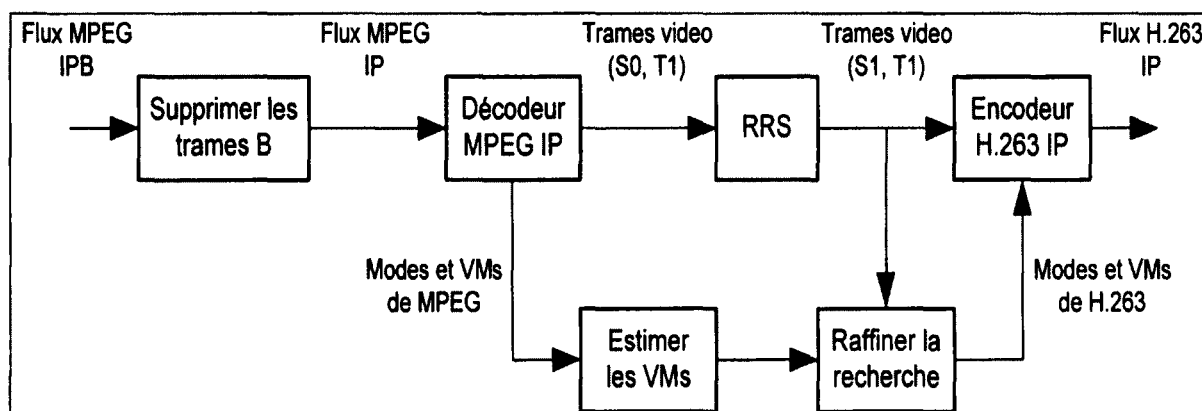 Flux MPEG
IPB
Flux MPEG
IP
Trames video
(S0, T1)
Trames video
(S1, T1)
Flux H.263
IP
Supprimer les
trames B
Décodeur
MPEG IP
RRS
Encodeur
H.263 IP
Modes et VMs
de MPEG
Modes et VMs
de H.263
Estimer
les VMs
Raffiner la
recherche